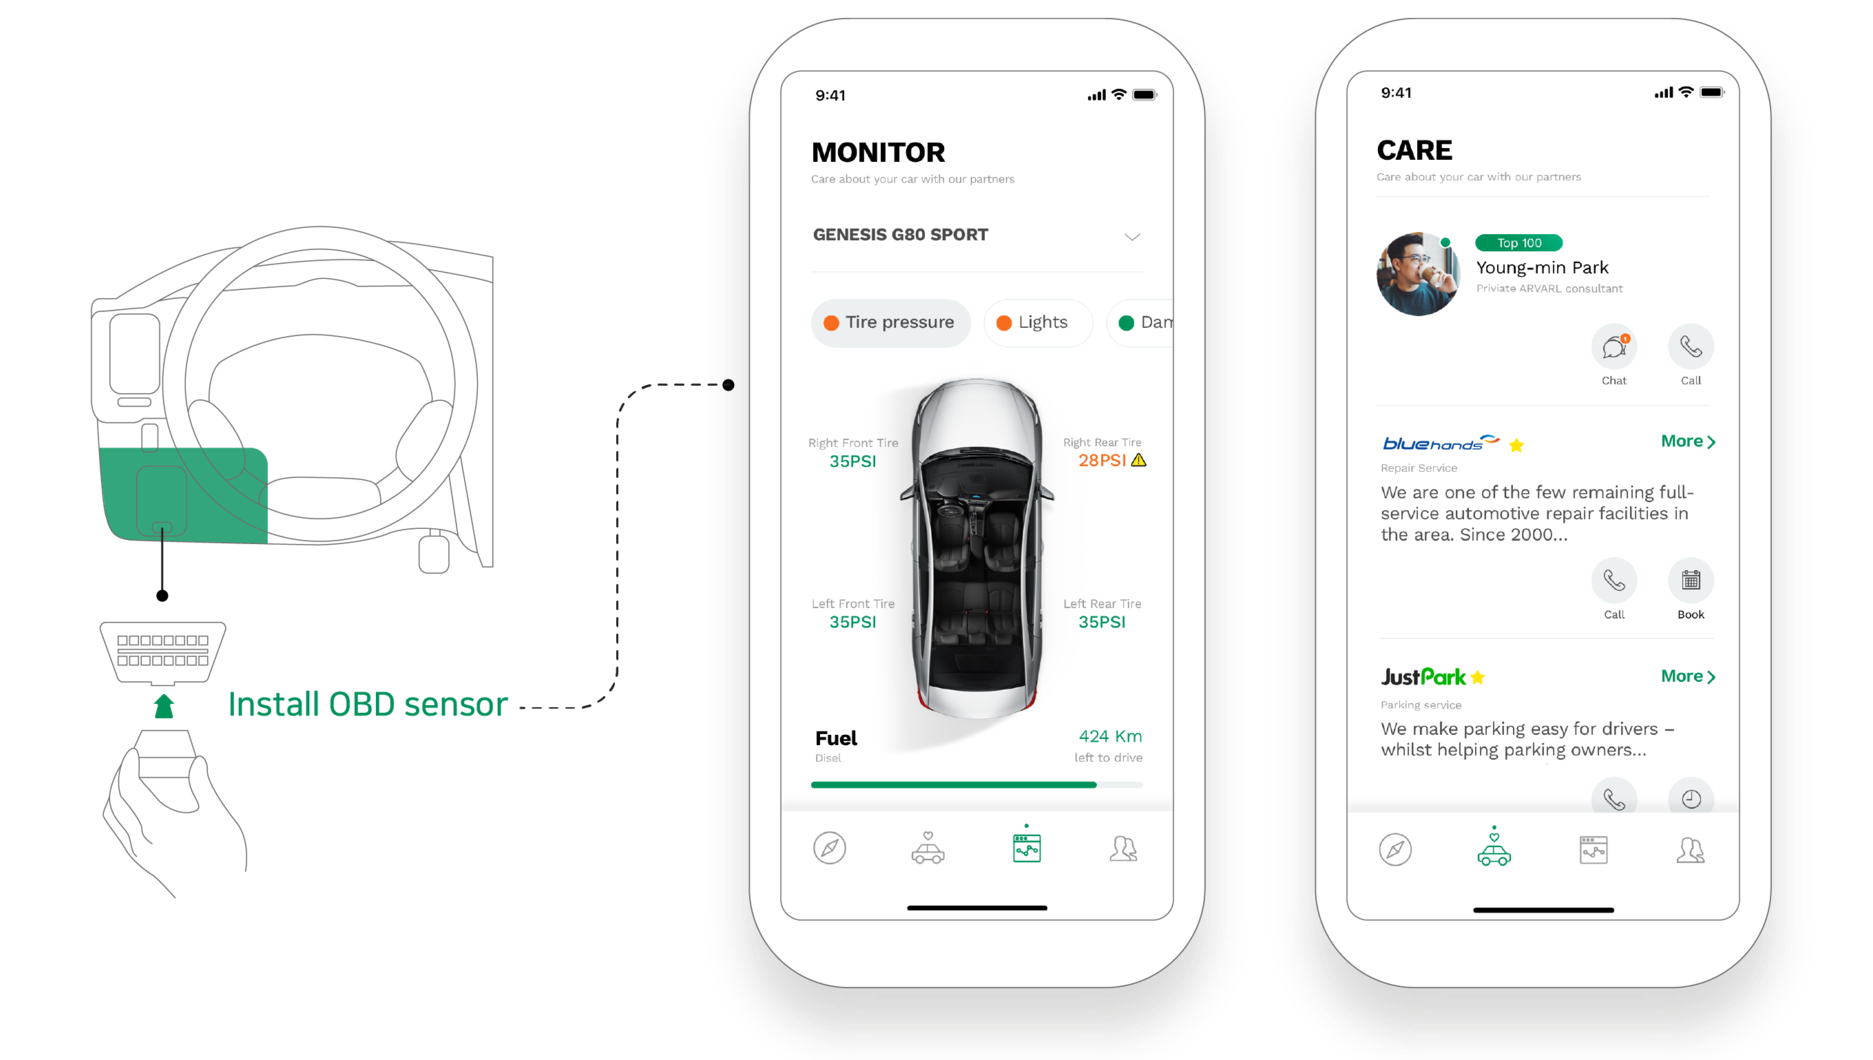 Install OBD sensor
9:41
MONITOR
Care about your car with our partners
GENESIS G80 SPORT
Tire pressure
Lights
Dam
Right Front Tire
35PSI
Right Rear Tire
28PSI
Left Front Tire
35PSI
Left Rear Tire
35PSI
Fuel
Disel
424 Km
left to drive
9:41
CARE
Care about your car with our partners
Top 100
Young-min Park
Priviate ARVARL consultant
1
Chat
Call
bluehands
More
Repair Service
We are one of the few remaining full-
service automotive repair facilities in
the area. Since 2000...
Call
Book
JustPark
More
Parking service
We make parking easy for drivers –
whilst helping parking owners...